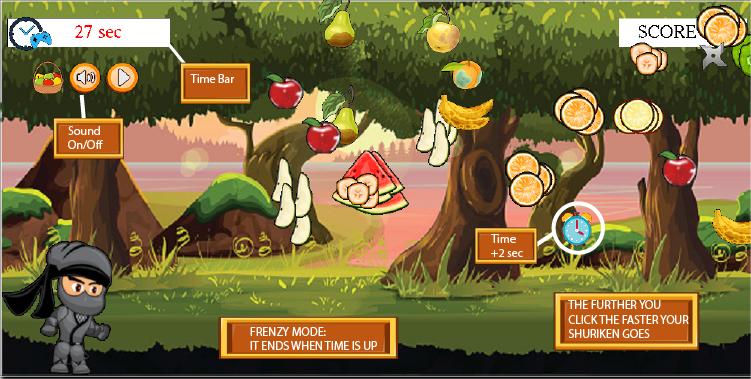 27 sec
SCORE
Time Bar
Sound
On/Off
Time
+2 sec
THE FURTHER YOU
CLICK THE FASTER YOUR
SHURIKEN GOES
FRENZY MODE:
IT ENDS WHEN TIME IS UP